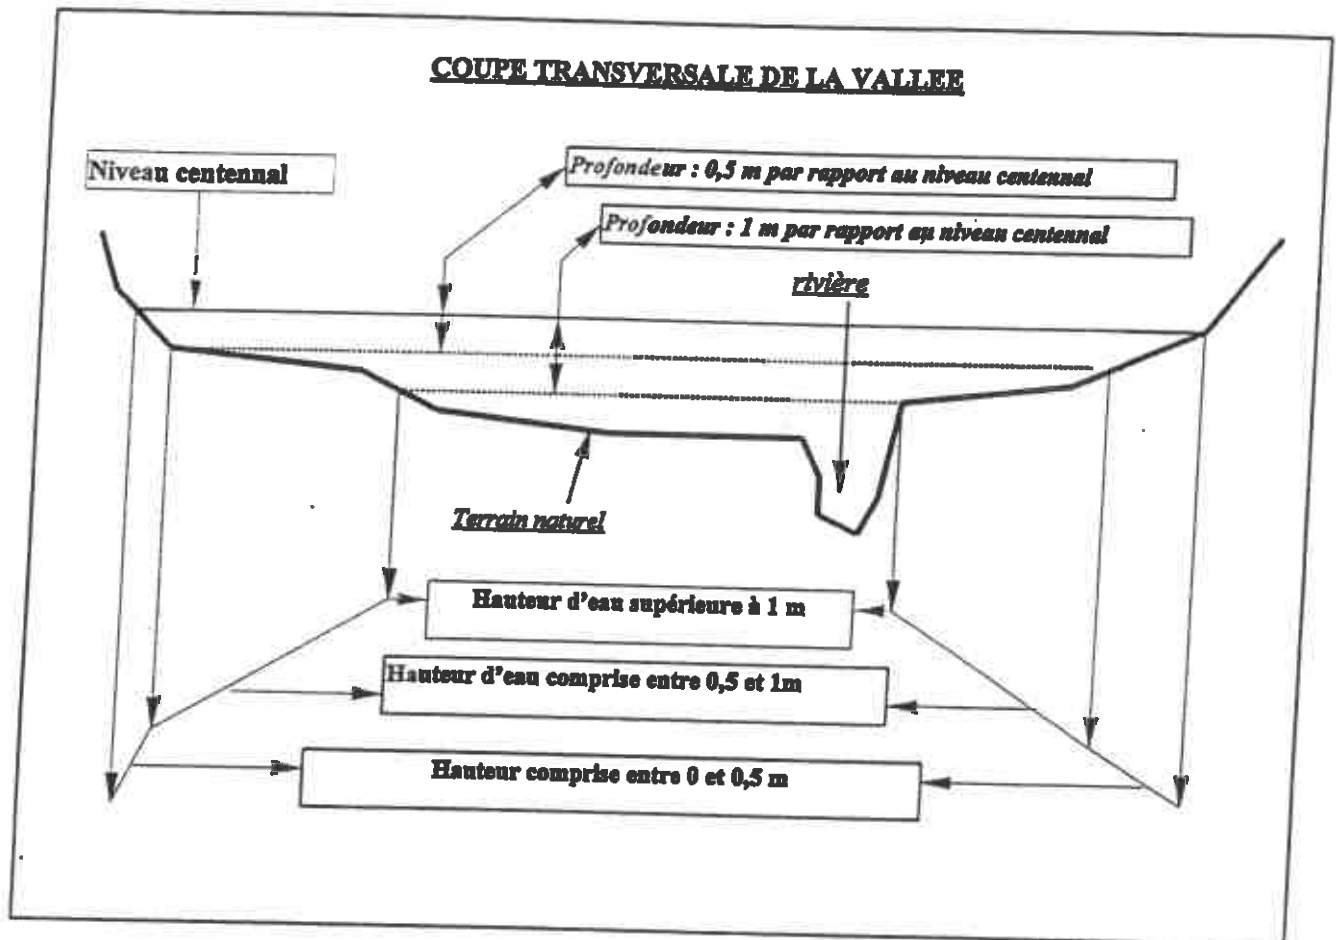 COUPE TRANSVERSALE DE LA VALLEE
Niveau centennal
Profondeur : 0,5 m par rapport au niveau centennal
Profondeur : 1 m par rapport au niveau centennal
rivière
Terrain naturel
Hauteur d'eau supérieure à 1 m
Hauteur d'eau comprise entre 0,5 et 1m
Hauteur comprise entre 0 et 0,5 m